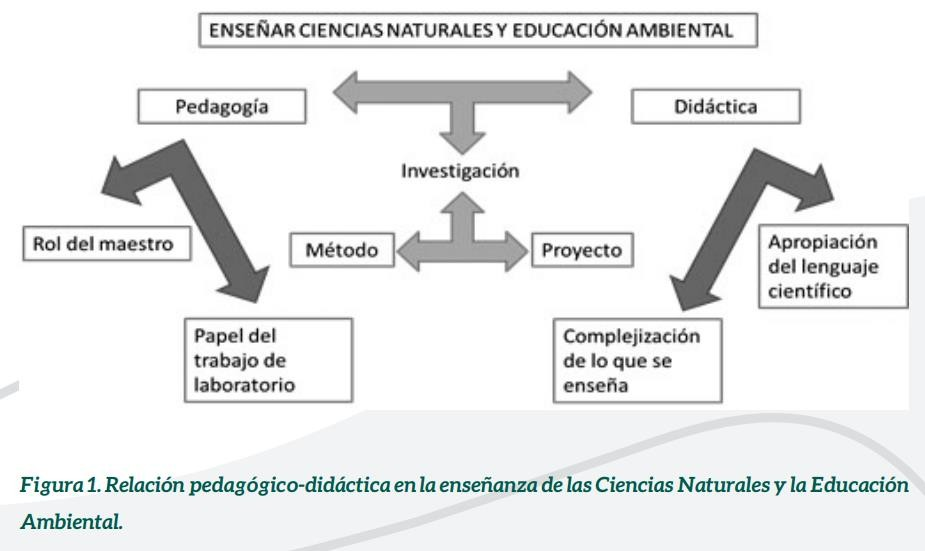 ENSEÑAR CIENCIAS NATURALES Y EDUCACIÓN AMBIENTAL
Pedagogía
Didáctica
Investigación
Rol del maestro
Método
Proyecto
Apropiación
del lenguaje
científico
Papel del
trabajo de
laboratorio
Complejización
de lo que se
enseña
Figura 1. Relación pedagógico-didáctica en la enseñanza de las Ciencias Naturales y la Educación
Ambiental.